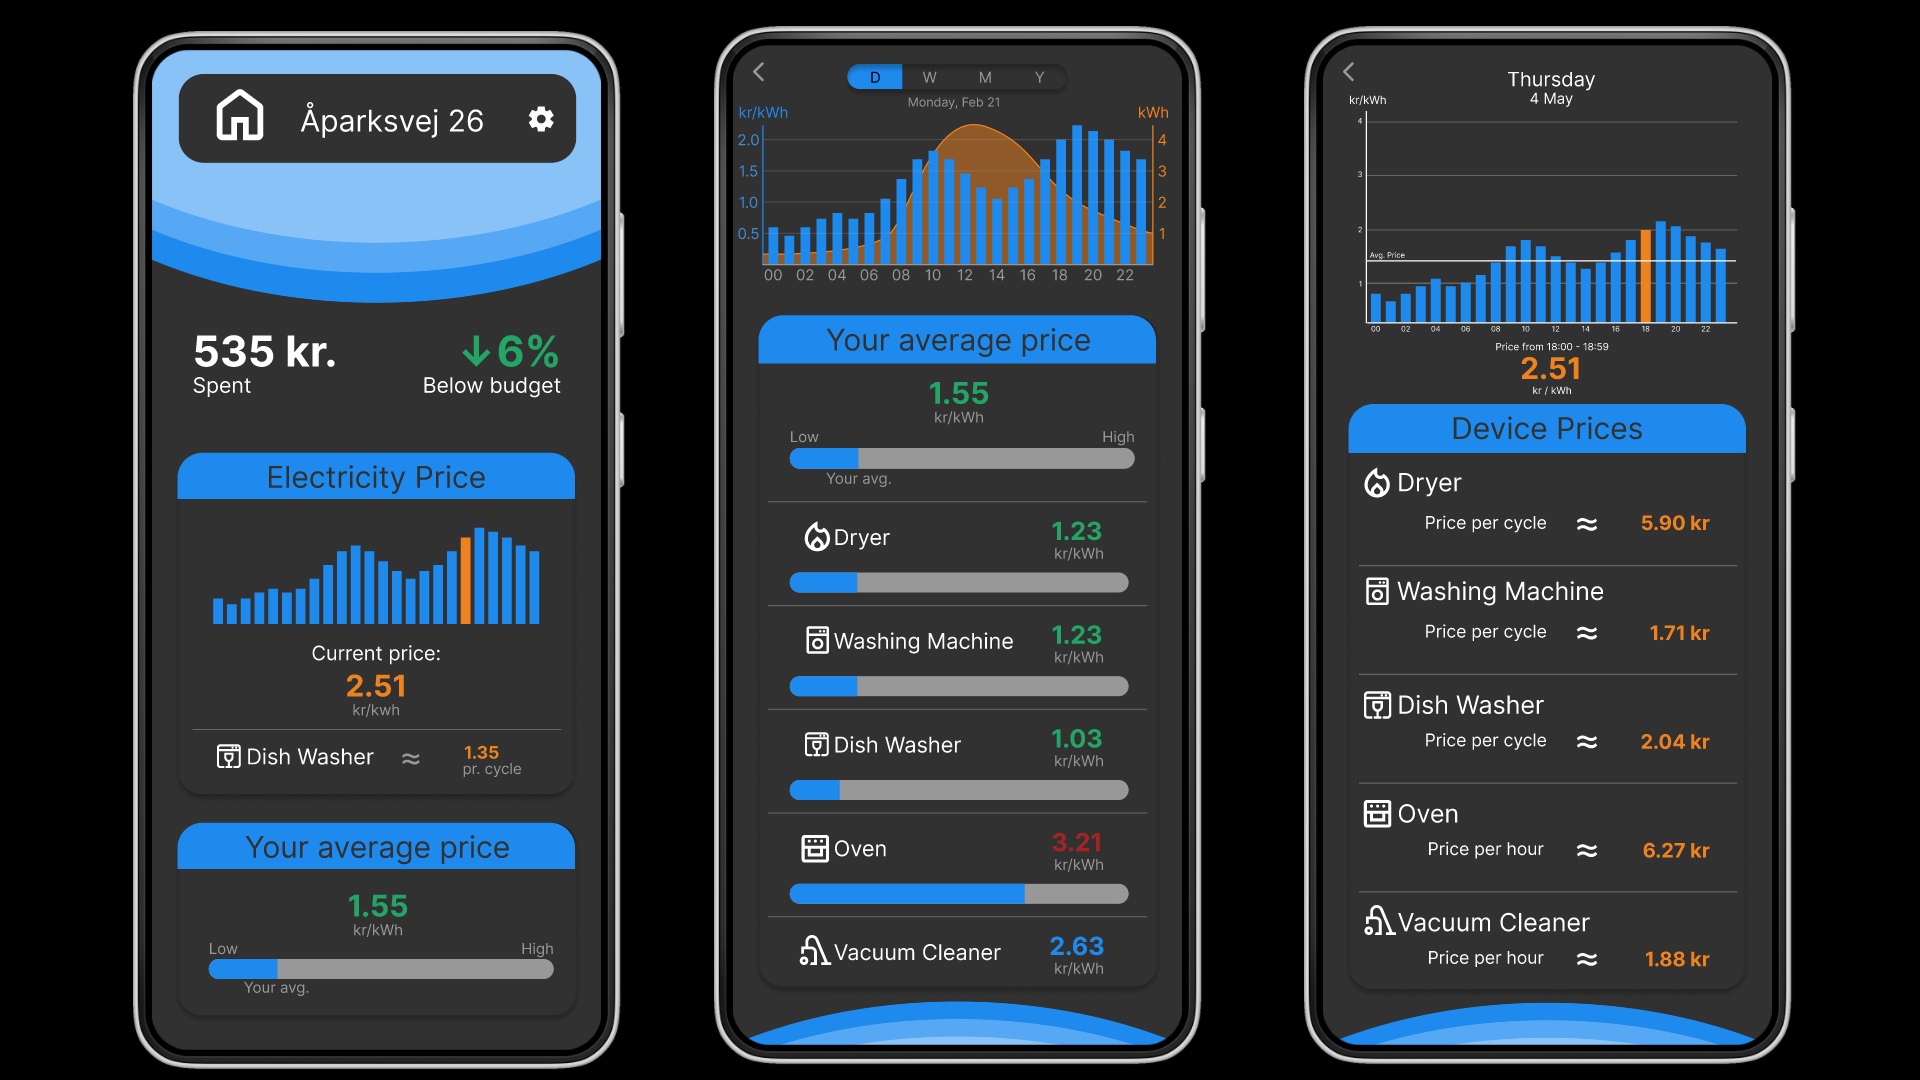 Åparksvej 26
535 kr.
Spent
↓6%
Below budget
Electricity Price
Current price:
2.51
kr/kwh
Dish Washer ≈ 1.35
pr. cycle
Your average price
1.55
kr/kWh
Low High
Your avg.
D W M Y
Monday, Feb 21
kr/kWh kWh
2.0 4
1.5 3
1.0 2
0.5 1
00 02 04 06 08 10 12 14 16 18 20 22
Your average price
1.55
kr/kWh
Low High
Your avg.
Dryer 1.23
kr/kWh
Washing Machine 1.23
kr/kWh
Dish Washer 1.03
kr/kWh
Oven 3.21
kr/kWh
Vacuum Cleaner 2.63
kr/kWh
Thursday
4 May
kr/kWh
4
3
2
Avg. Price
1
00 02 04 06 08 10 12 14 16 18 20 22
Price from 18:00 - 18:59
2.51
kr / kWh
Device Prices
Dryer
Price per cycle ≈ 5.90 kr
Washing Machine
Price per cycle ≈ 1.71 kr
Dish Washer
Price per cycle ≈ 2.04 kr
Oven
Price per hour ≈ 6.27 kr
Vacuum Cleaner
Price per hour ≈ 1.88 kr